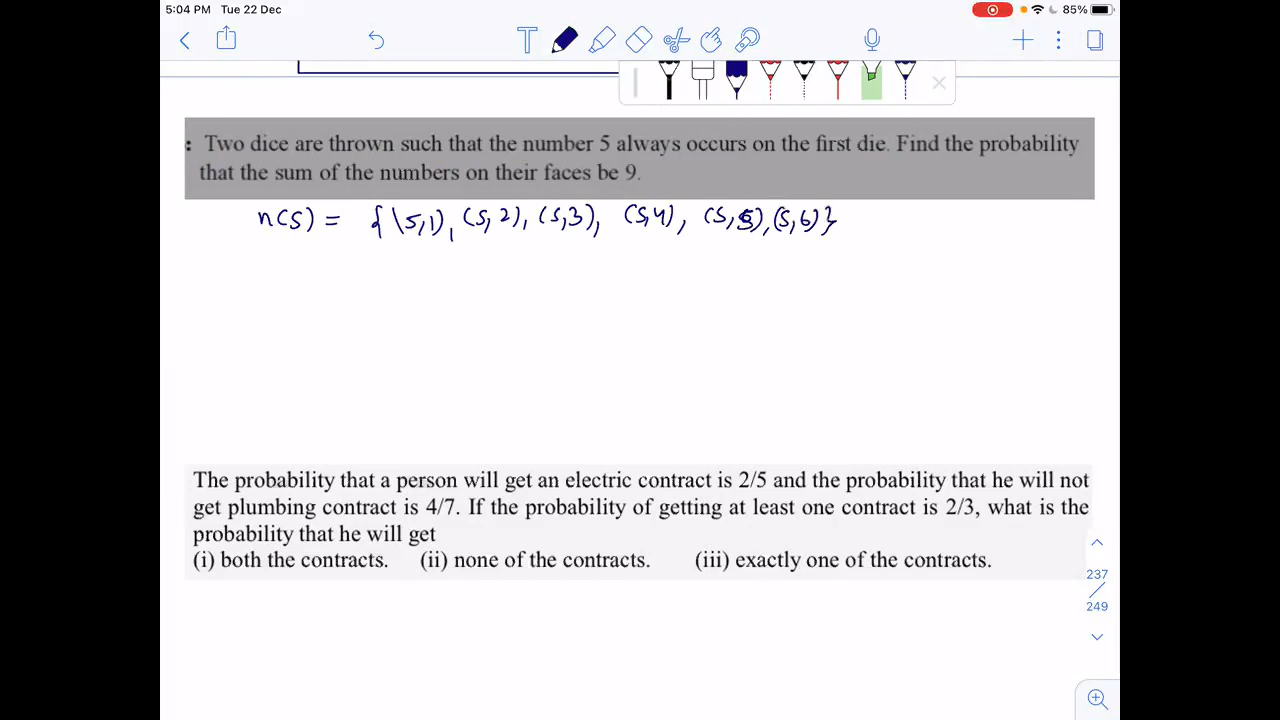 5:04 PM Tue 22 Dec
85%
: Two dice are thrown such that the number 5 always occurs on the first die. Find the probability
that the sum of the numbers on their faces be 9.
n(S) = {(5,1), (5,2), (5,3), (5,4), (5,5), (5,6)}
The probability that a person will get an electric contract is 2/5 and the probability that he will not
get plumbing contract is 4/7. If the probability of getting at least one contract is 2/3, what is the
probability that he will get
(i) both the contracts. (ii) none of the contracts. (iii) exactly one of the contracts.
237
249